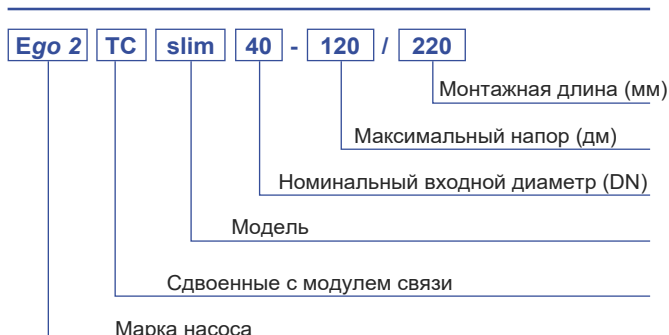 Ego 2 TC slim 40 - 120 / 220
Монтажная длина (мм)
Максимальный напор (дм)
Номинальный входной диаметр (DN)
Модель
Сдвоенные с модулем связи
Марка насоса